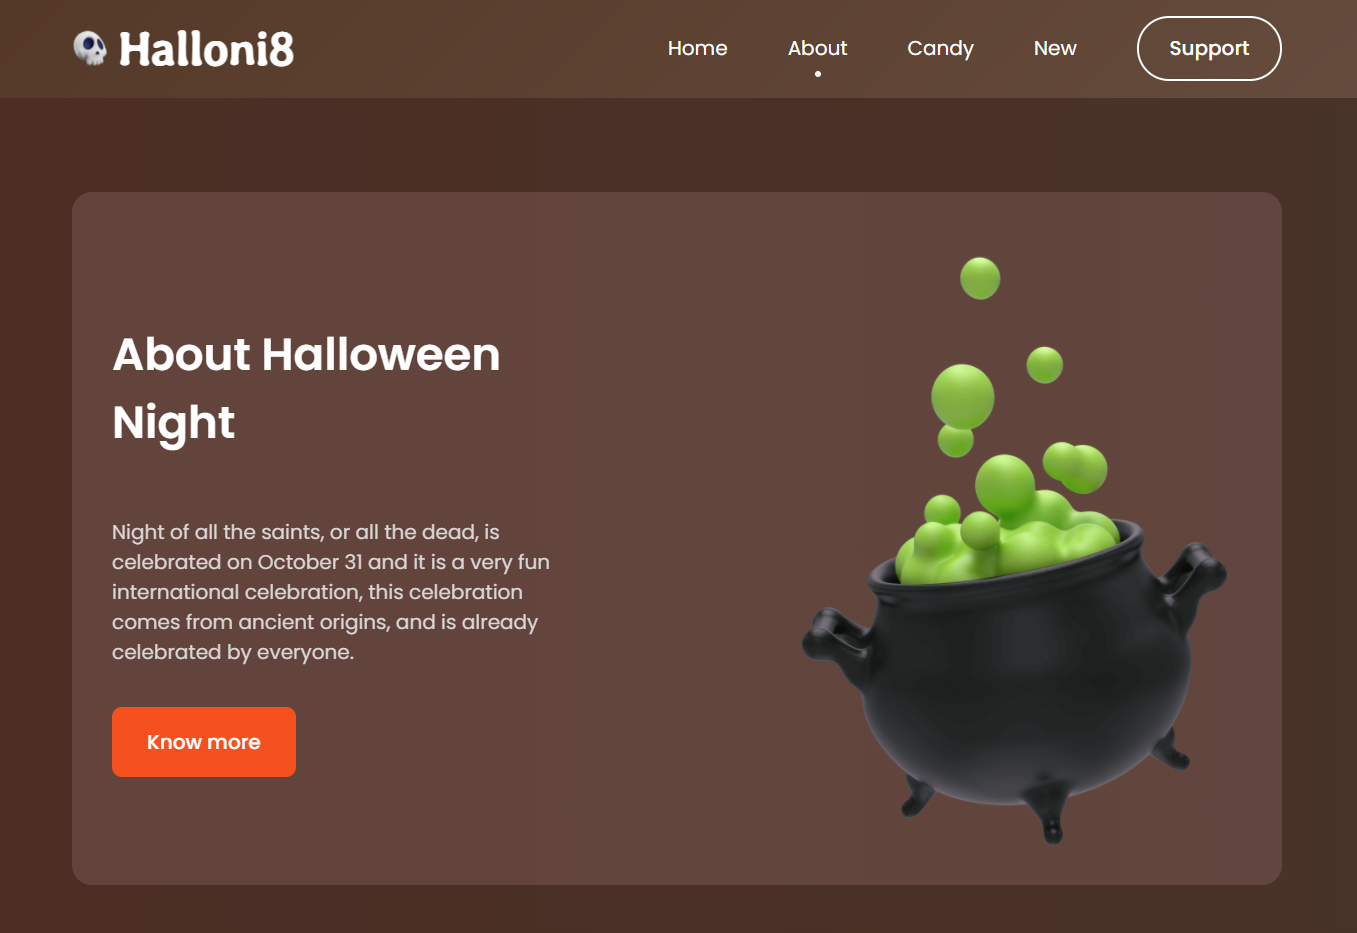 Halloni8
Home About Candy New Support
About Halloween
Night
Night of all the saints, or all the dead, is
celebrated on October 31 and it is a very fun
international celebration, this celebration
comes from ancient origins, and is already
celebrated by everyone.
Know more